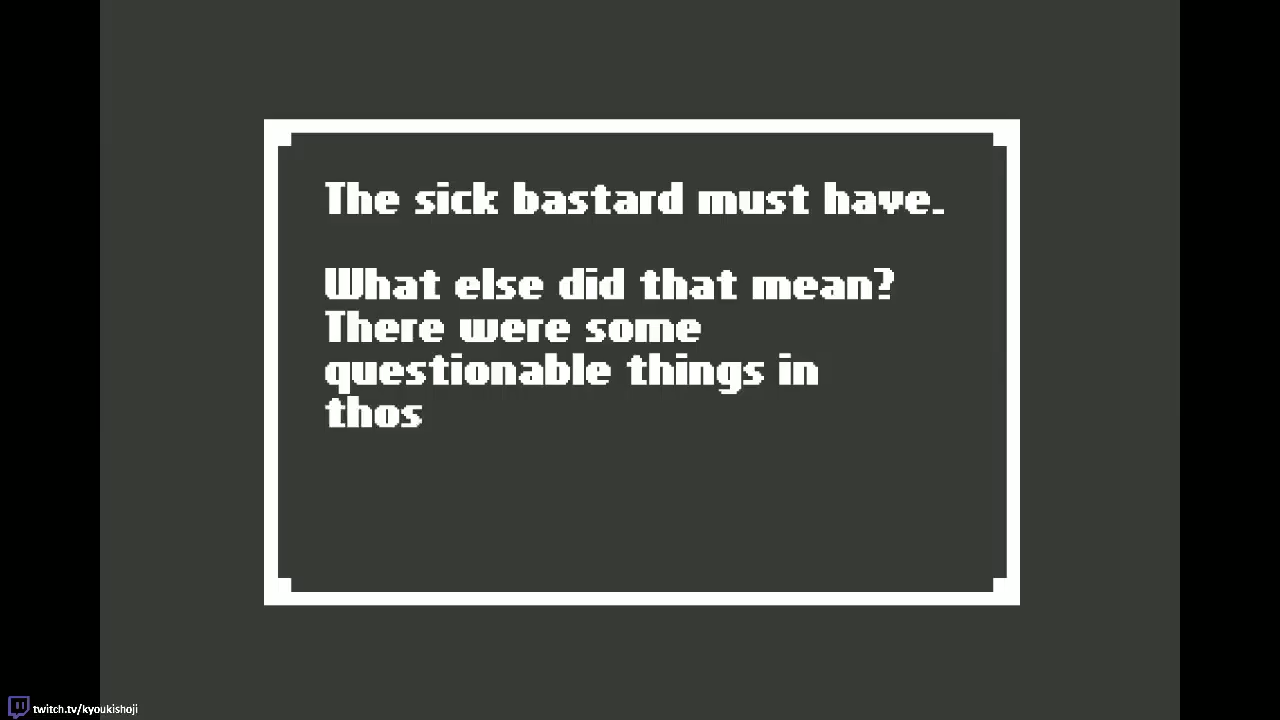 The sick bastard must have.
What else did that mean?
There were some
questionable things in
thos
twitch.tv/kyoukishoji